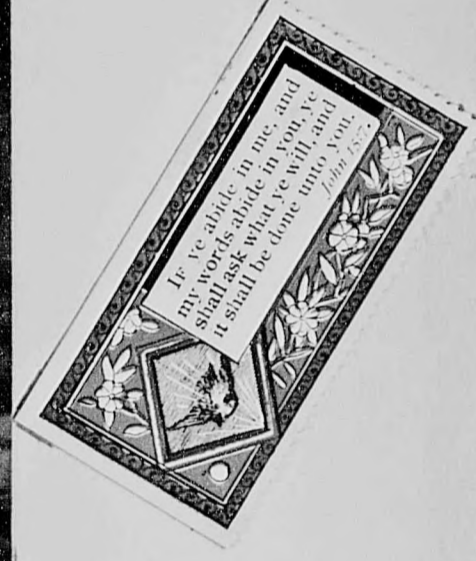 IF ye abide in me, and
my words abide in you, ye
shall ask what ye will, and
it shall be done unto you.
John 15:7.